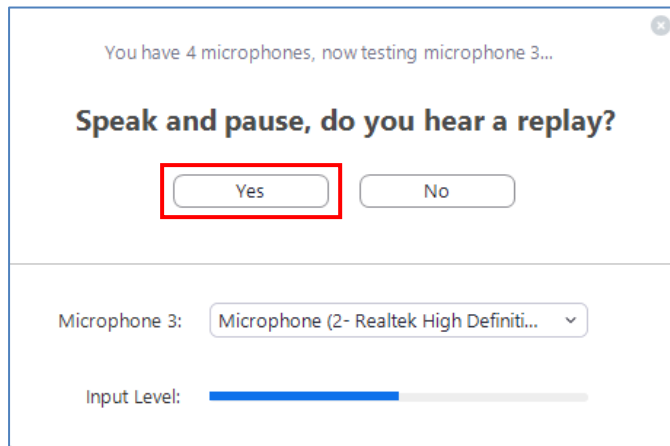 You have 4 microphones, now testing microphone 3...
Speak and pause, do you hear a replay?
Yes No
Microphone 3: Microphone (2- Realtek High Definiti...
Input Level: